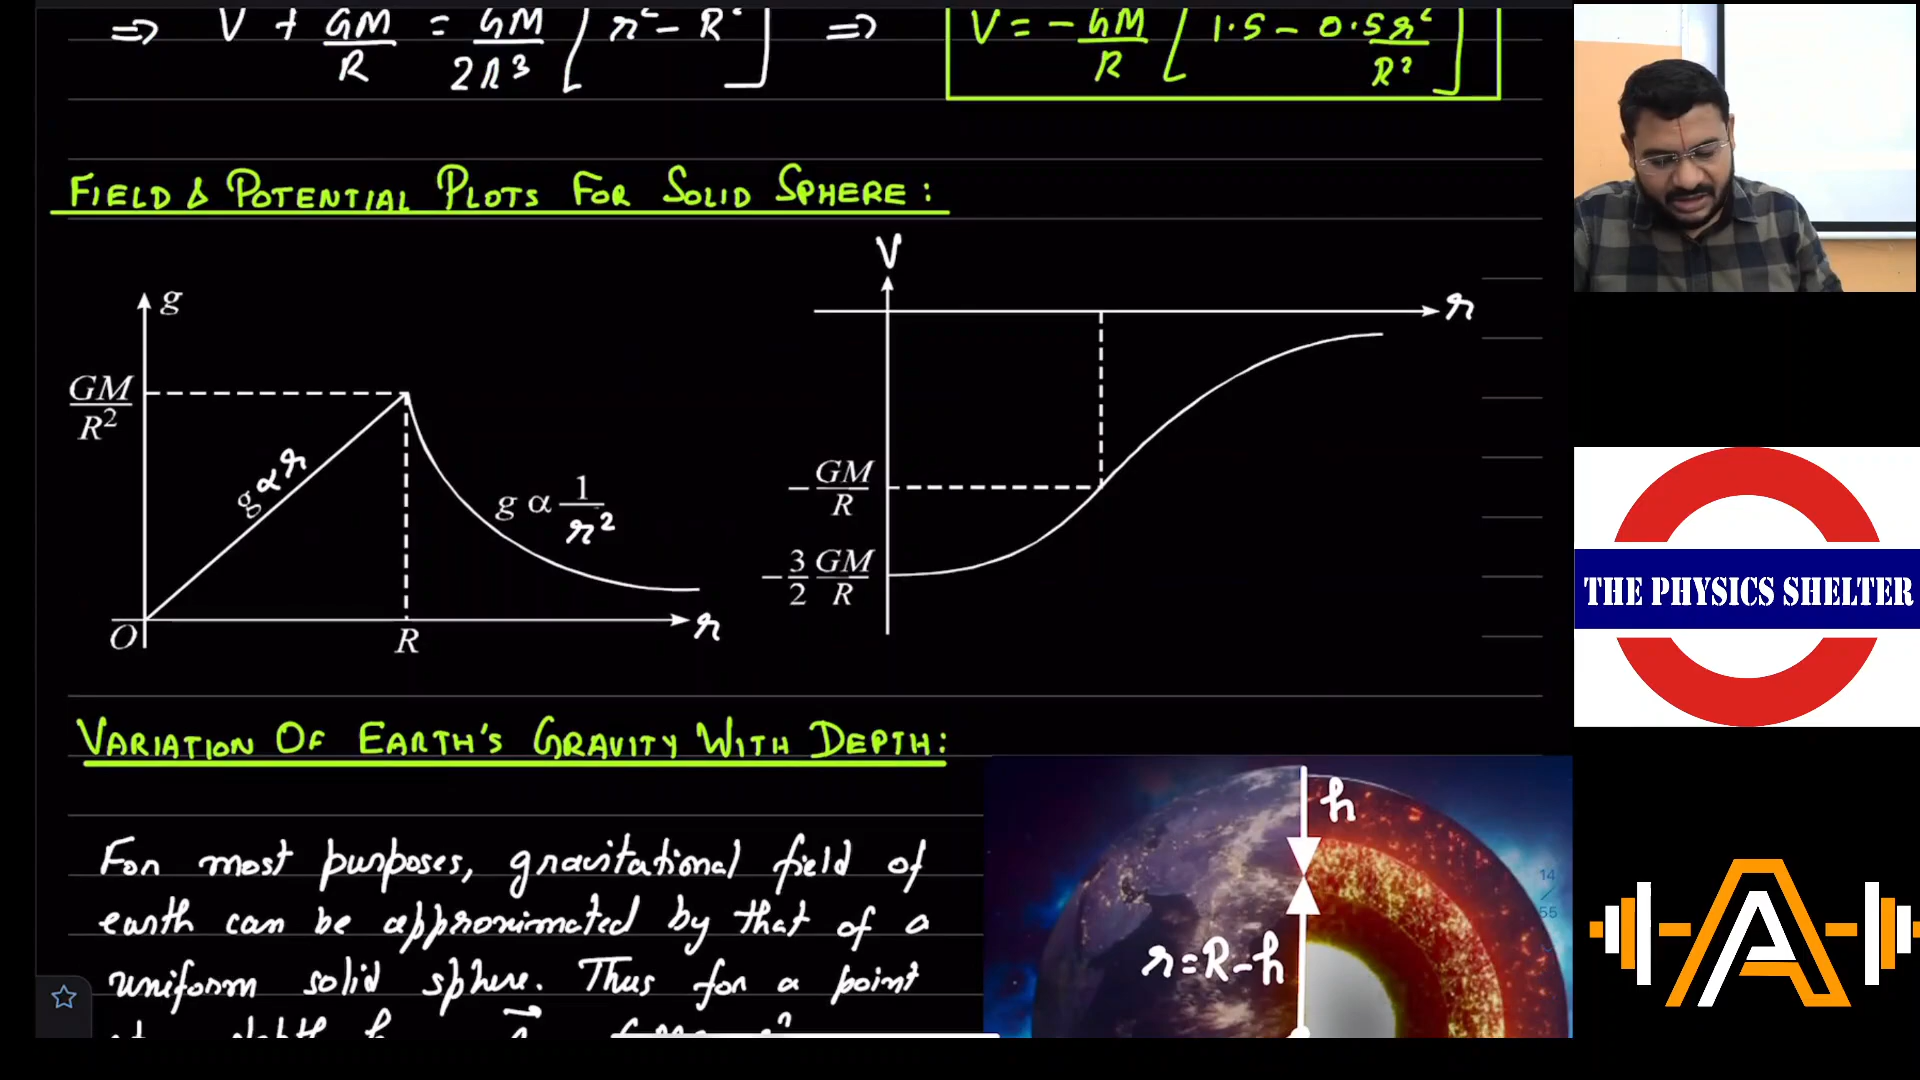 ⇒ V + GM/R = GM/2R³ [r² − R²] ⇒ V = −GM/R [1.5 − 0.5r²/R²]
FIELD & POTENTIAL PLOTS FOR SOLID SPHERE:
V
g
r
GM/R²
g ∝ r
g ∝ 1/r²
−GM/R
−3/2 GM/R
O
R
r
THE PHYSICS SHELTER
VARIATION OF EARTH'S GRAVITY WITH DEPTH:
h
For most purposes, gravitational field of
14/55
earth can be approximated by that of a
r=R-h
uniform solid sphere. Thus for a point